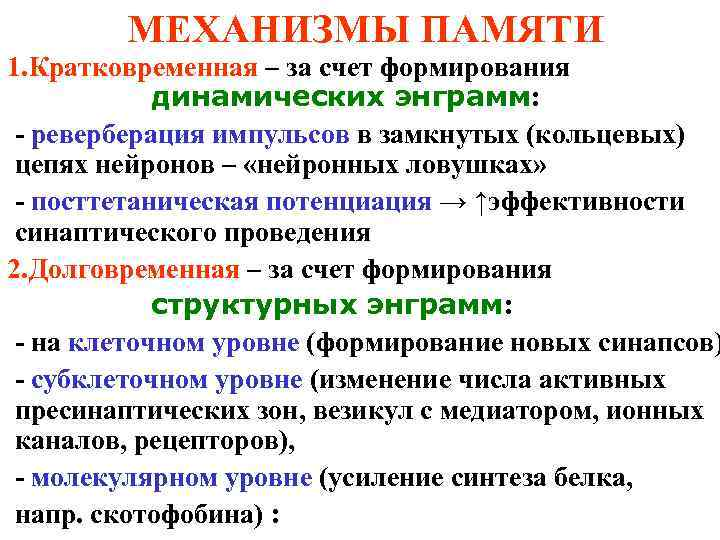 МЕХАНИЗМЫ ПАМЯТИ
1. Кратковременная – за счет формирования
динамических энграмм:
- реверберация импульсов в замкнутых (кольцевых)
цепях нейронов – «нейронных ловушках»
- посттетаническая потенциация → ↑эффективности
синаптического проведения
2. Долговременная – за счет формирования
структурных энграмм:
- на клеточном уровне (формирование новых синапсов)
- субклеточном уровне (изменение числа активных
пресинаптических зон, везикул с медиатором, ионных
каналов, рецепторов),
- молекулярном уровне (усиление синтеза белка,
напр. скотофобина) :